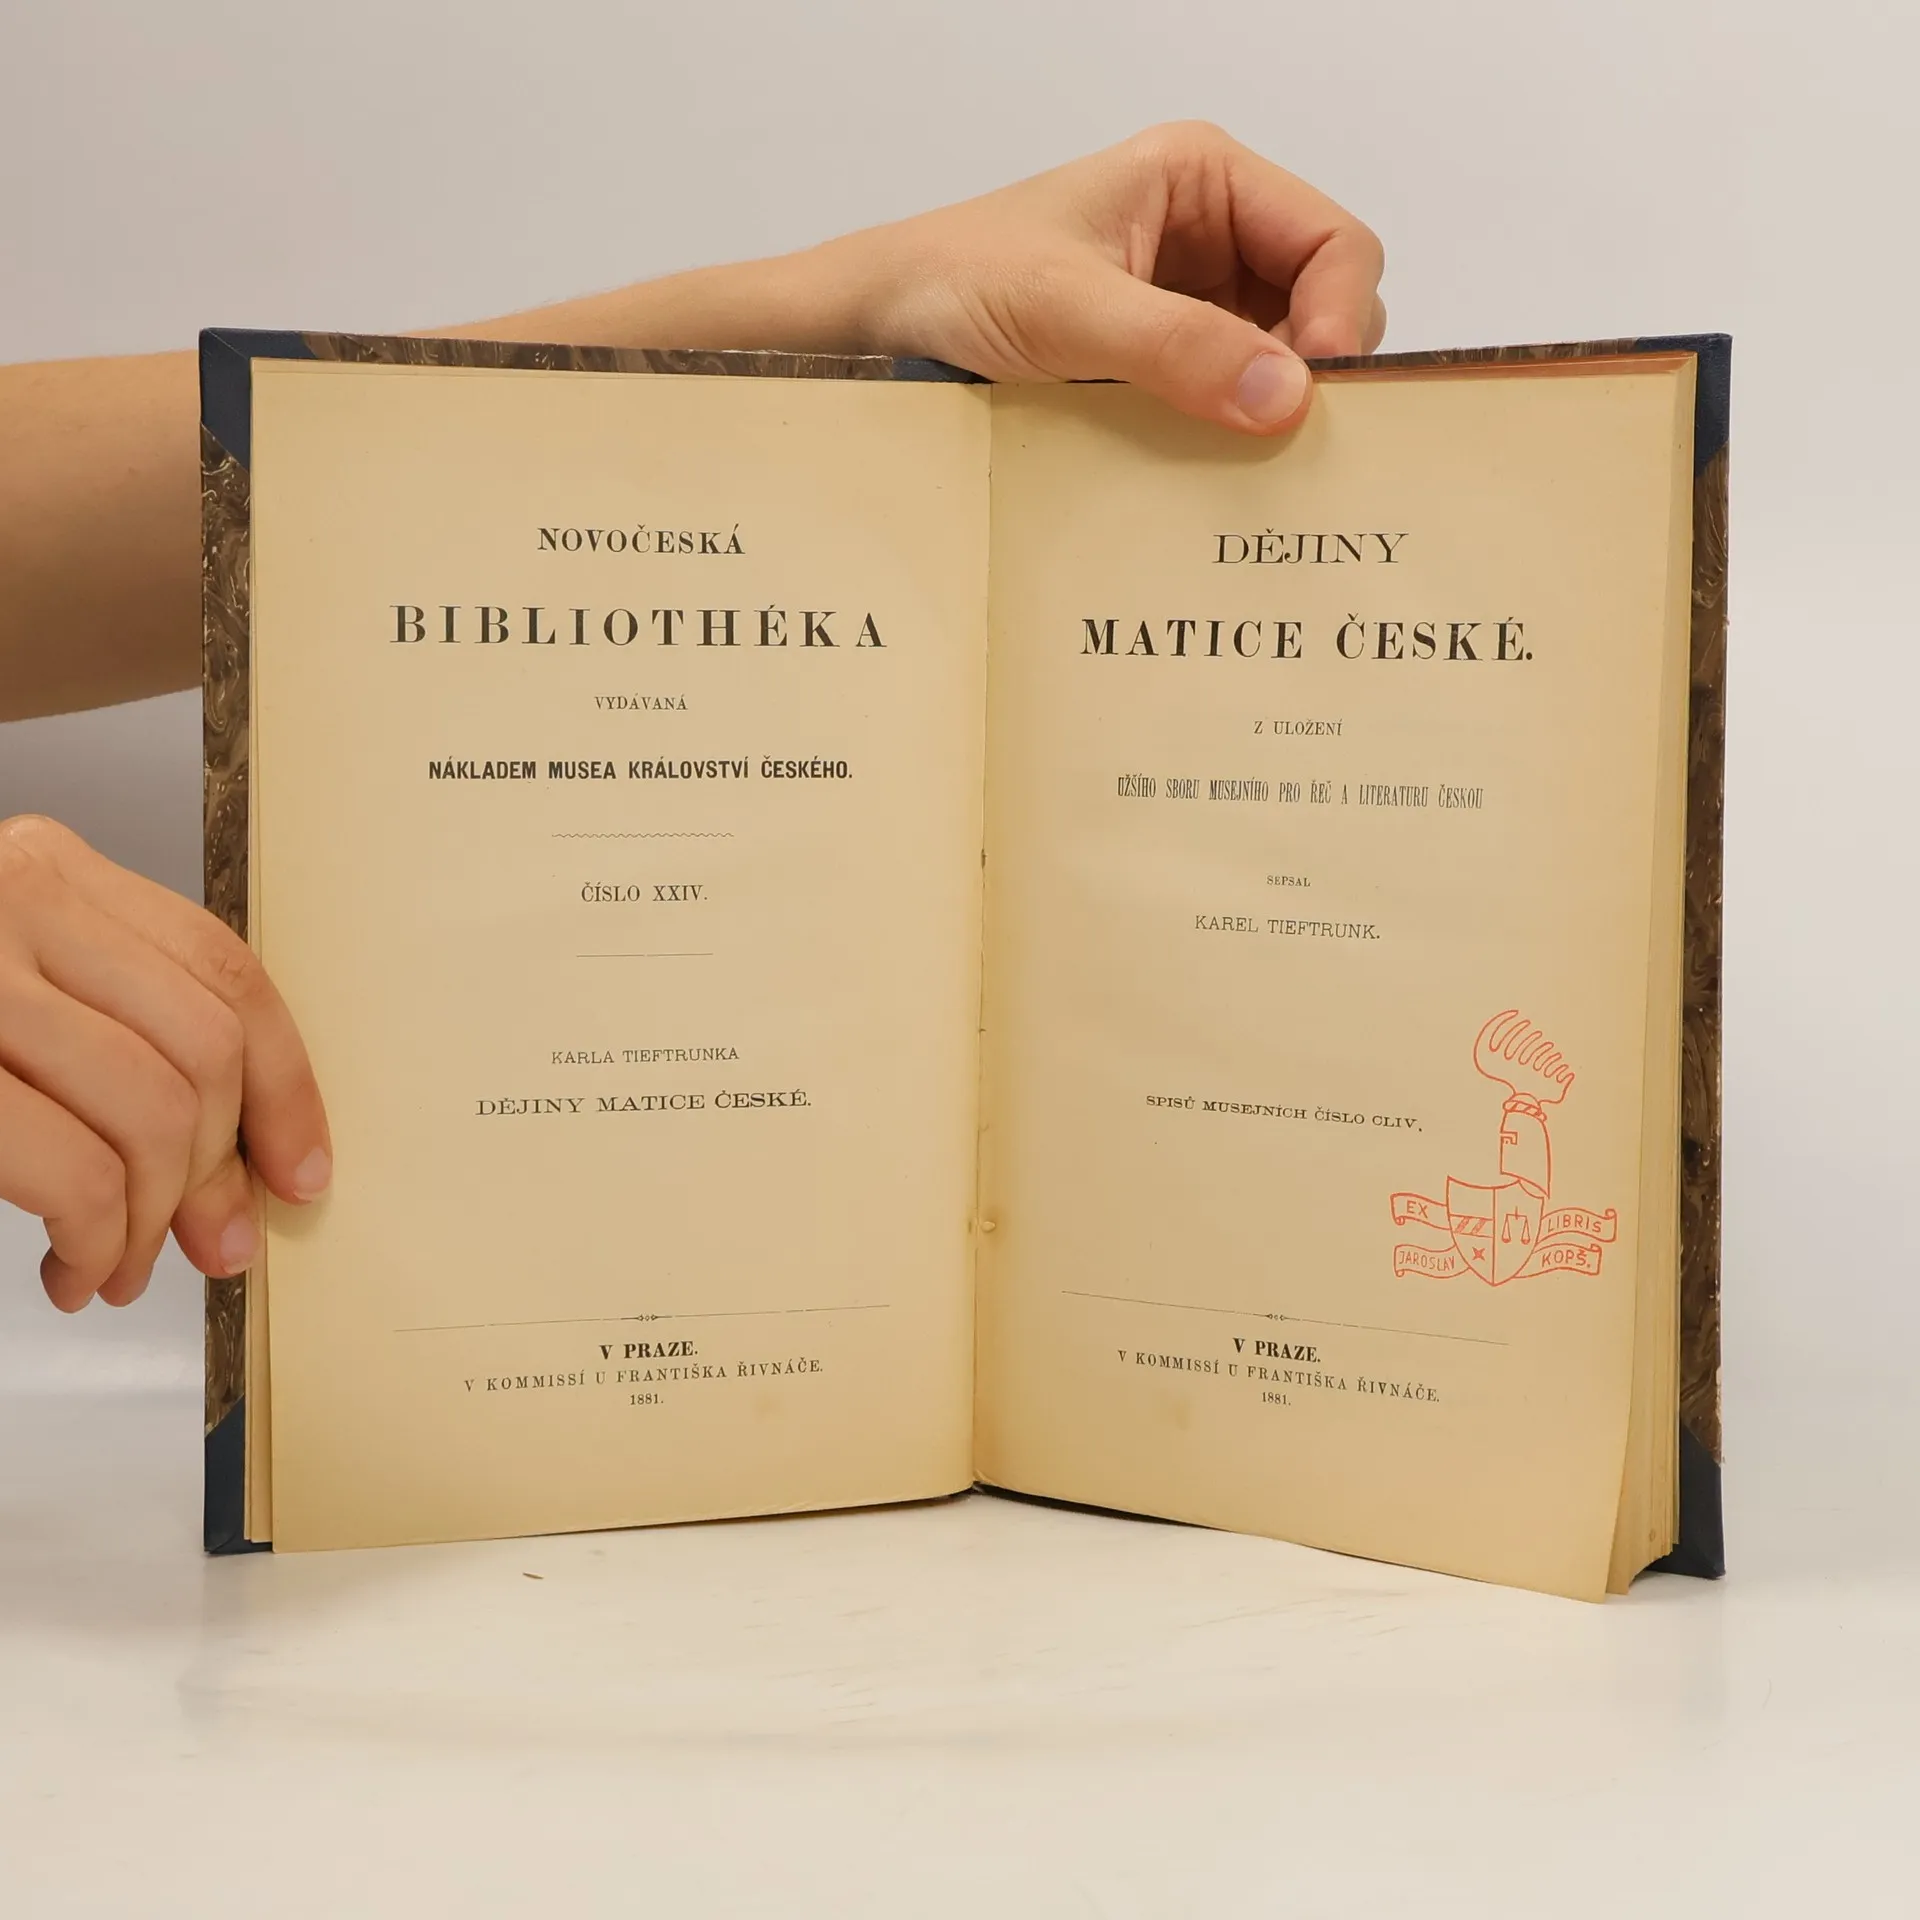 NOVOČESKÁ
BIBLIOTHÉKA
VYDÁVANÁ
NÁKLADEM MUSEA KRÁLOVSTVÍ ČESKÉHO.
ČÍSLO XXIV.
KARLA TIEFTRUNKA
DĚJINY MATICE ČESKÉ.
V PRAZE.
V KOMMISSÍ U FRANTIŠKA ŘIVNÁČE.
1881.
DĚJINY
MATICE ČESKÉ.
Z ULOŽENÍ
UŽŠÍHO SBORU MUSEJNÍHO PRO ŘEČ A LITERATURU ČESKOU
SEPSAL
KAREL TIEFTRUNK.
SPISŮ MUSEJNÍCH ČÍSLO CLIV.
EX LIBRIS
JAROSLAV KOPŠ.
V PRAZE.
V KOMMISSÍ U FRANTIŠKA ŘIVNÁČE.
1881.